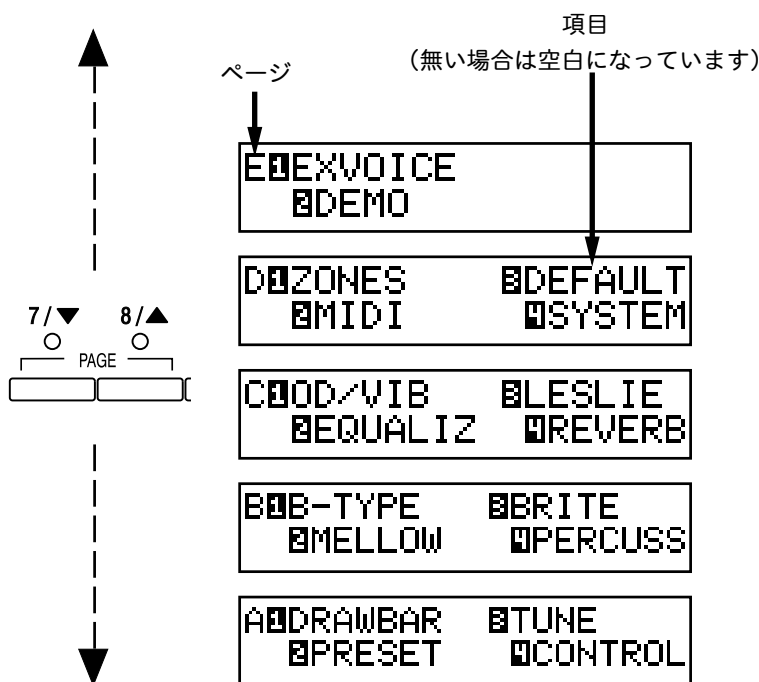 項目
(無い場合は空白になっています)
ページ
E1EXVOICE
2DEMO
D1ZONES 3DEFAULT
2MIDI 4SYSTEM
7/▼ 8/▲
PAGE
C1OD/VIB 3LESLIE
2EQUALIZ 4REVERB
B1B-TYPE 3BRITE
2MELLOW 4PERCUSS
A1DRAWBAR 3TUNE
2PRESET 4CONTROL